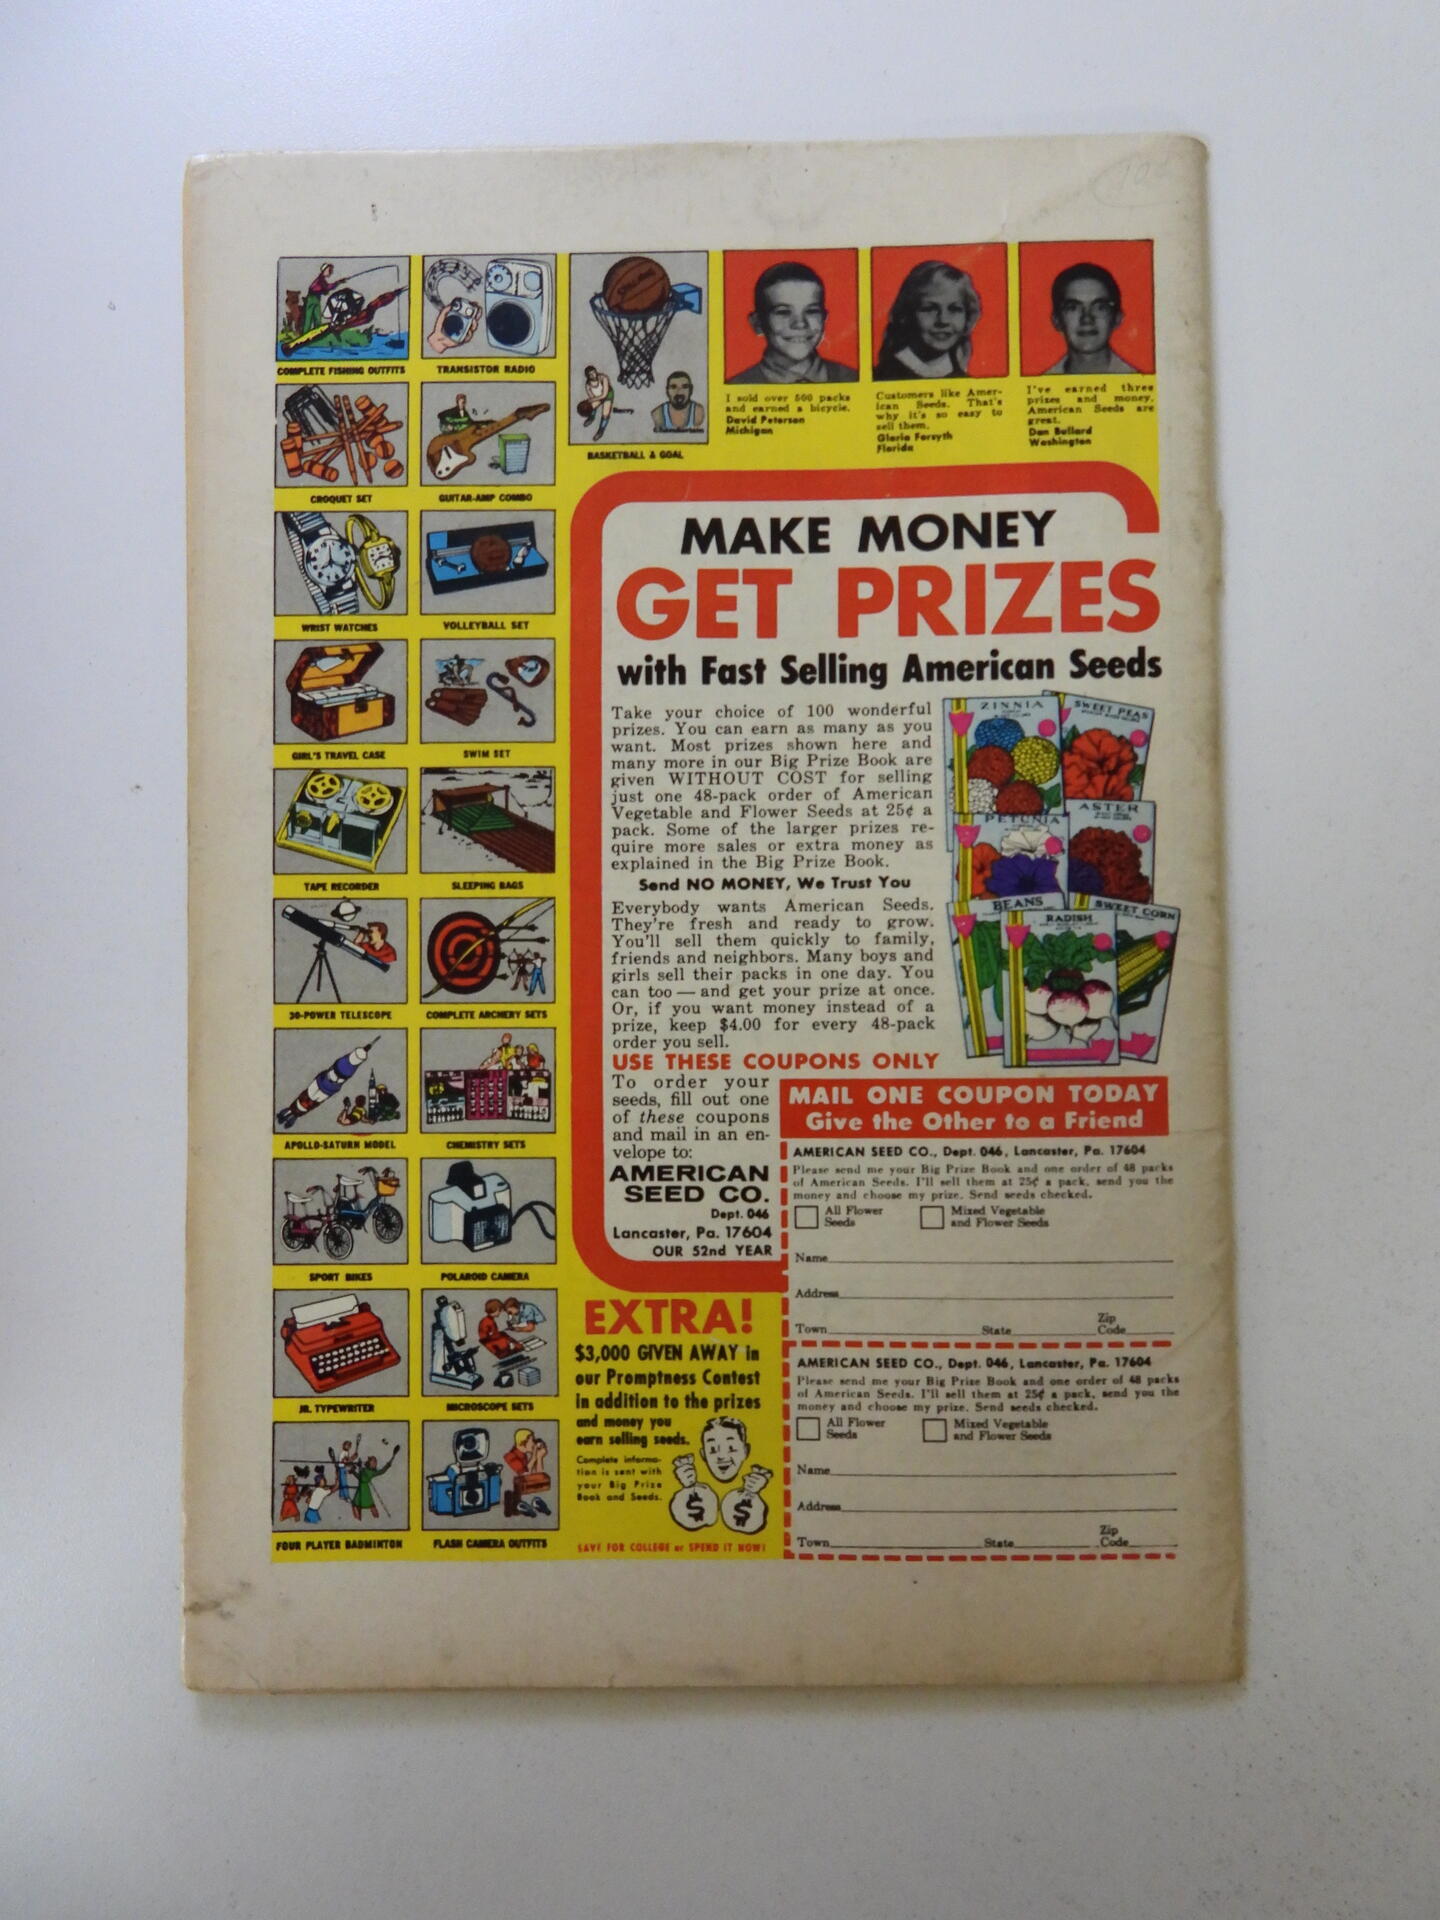 COMPLETE FISHING OUTFITS
TRANSISTOR RADIO
CROQUET SET
GUITAR-AMP COMBO
WRIST WATCHES
VOLLEYBALL SET
GIRL'S TRAVEL CASE
SWIM SET
TAPE RECORDER
SLEEPING BAGS
30-POWER TELESCOPE
COMPLETE ARCHERY SETS
APOLLO-SATURN MODEL
CHEMISTRY SETS
SPORT BIKES
POLAROID CAMERA
JR. TYPEWRITER
MICROSCOPE SETS
FOUR PLAYER BADMINTON
FLASH CAMERA OUTFITS
SPALDING
BASKETBALL & GOAL
I sold over 500 packs
and earned a bicycle.
David Peterson
Michigan
Customers like Amer-
ican Seeds. That's
why it's so easy to
sell them.
Gloria Forsyth
Florida
I've earned three
prizes and money.
American Seeds are
great.
Dan Bullard
Washington
MAKE MONEY
GET PRIZES
with Fast Selling American Seeds
Take your choice of 100 wonderful
prizes. You can earn as many as you
want. Most prizes shown here and
many more in our Big Prize Book are
given WITHOUT COST for selling
just one 48-pack order of American
Vegetable and Flower Seeds at 25¢ a
pack. Some of the larger prizes re-
quire more sales or extra money as
explained in the Big Prize Book.
Send NO MONEY, We Trust You
Everybody wants American Seeds.
They're fresh and ready to grow.
You'll sell them quickly to family,
friends and neighbors. Many boys and
girls sell their packs in one day. You
can too — and get your prize at once.
Or, if you want money instead of a
prize, keep $4.00 for every 48-pack
order you sell.
ZINNIA
SWEET PEAS
PETUNIA
ASTER
BEANS
RADISH
SWEET CORN
USE THESE COUPONS ONLY
To order your
seeds, fill out one
of these coupons
and mail in an en-
velope to:
AMERICAN
SEED CO.
Dept. 046
Lancaster, Pa. 17604
OUR 52nd YEAR
MAIL ONE COUPON TODAY
Give the Other to a Friend
AMERICAN SEED CO., Dept. 046, Lancaster, Pa. 17604
Please send me your Big Prize Book and one order of 48 packs
of American Seeds. I'll sell them at 25¢ a pack, send you the
money and choose my prize. Send seeds checked.
All Flower Seeds
Mixed Vegetable and Flower Seeds
Name
Address
Town State Zip Code
AMERICAN SEED CO., Dept. 046, Lancaster, Pa. 17604
Please send me your Big Prize Book and one order of 48 packs
of American Seeds. I'll sell them at 25¢ a pack, send you the
money and choose my prize. Send seeds checked.
All Flower Seeds
Mixed Vegetable and Flower Seeds
Name
Address
Town State Zip Code
EXTRA!
$3,000 GIVEN AWAY in
our Promptness Contest
in addition to the prizes
and money you
earn selling seeds.
Complete informa-
tion is sent with
your Big Prize
Book and Seeds.
$ $
SAVE FOR COLLEGE or SPEND IT NOW!